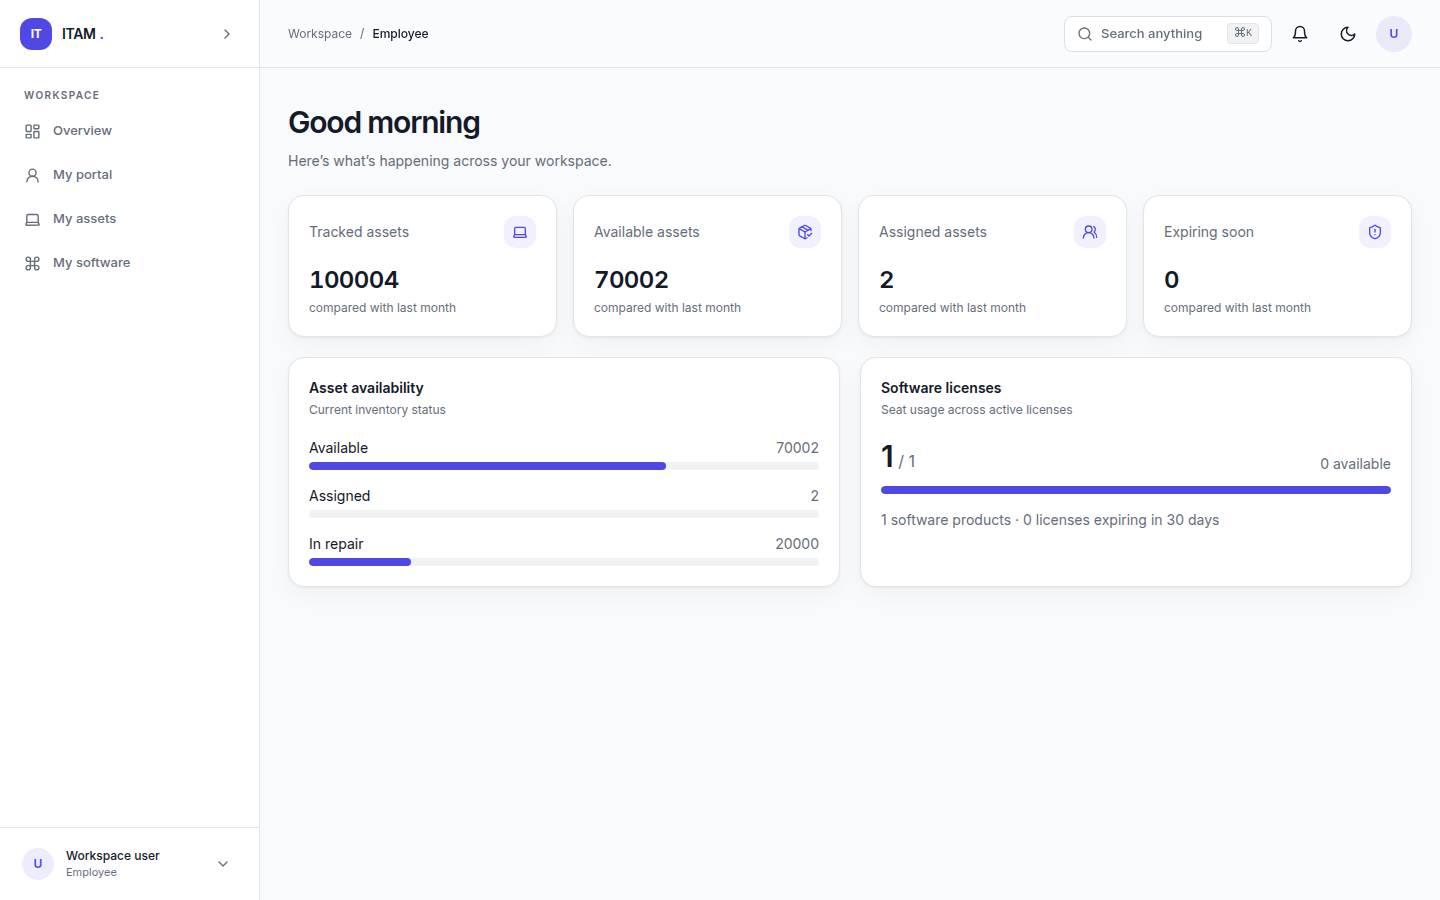 IT ITAM .
Workspace / Employee
Search anything ⌘K
U
WORKSPACE
Overview
My portal
My assets
My software
Good morning
Here’s what’s happening across your workspace.
Tracked assets
100004
compared with last month
Available assets
70002
compared with last month
Assigned assets
2
compared with last month
Expiring soon
0
compared with last month
Asset availability
Current inventory status
Available 70002
Assigned 2
In repair 20000
Software licenses
Seat usage across active licenses
1 / 1 0 available
1 software products · 0 licenses expiring in 30 days
U
Workspace user
Employee